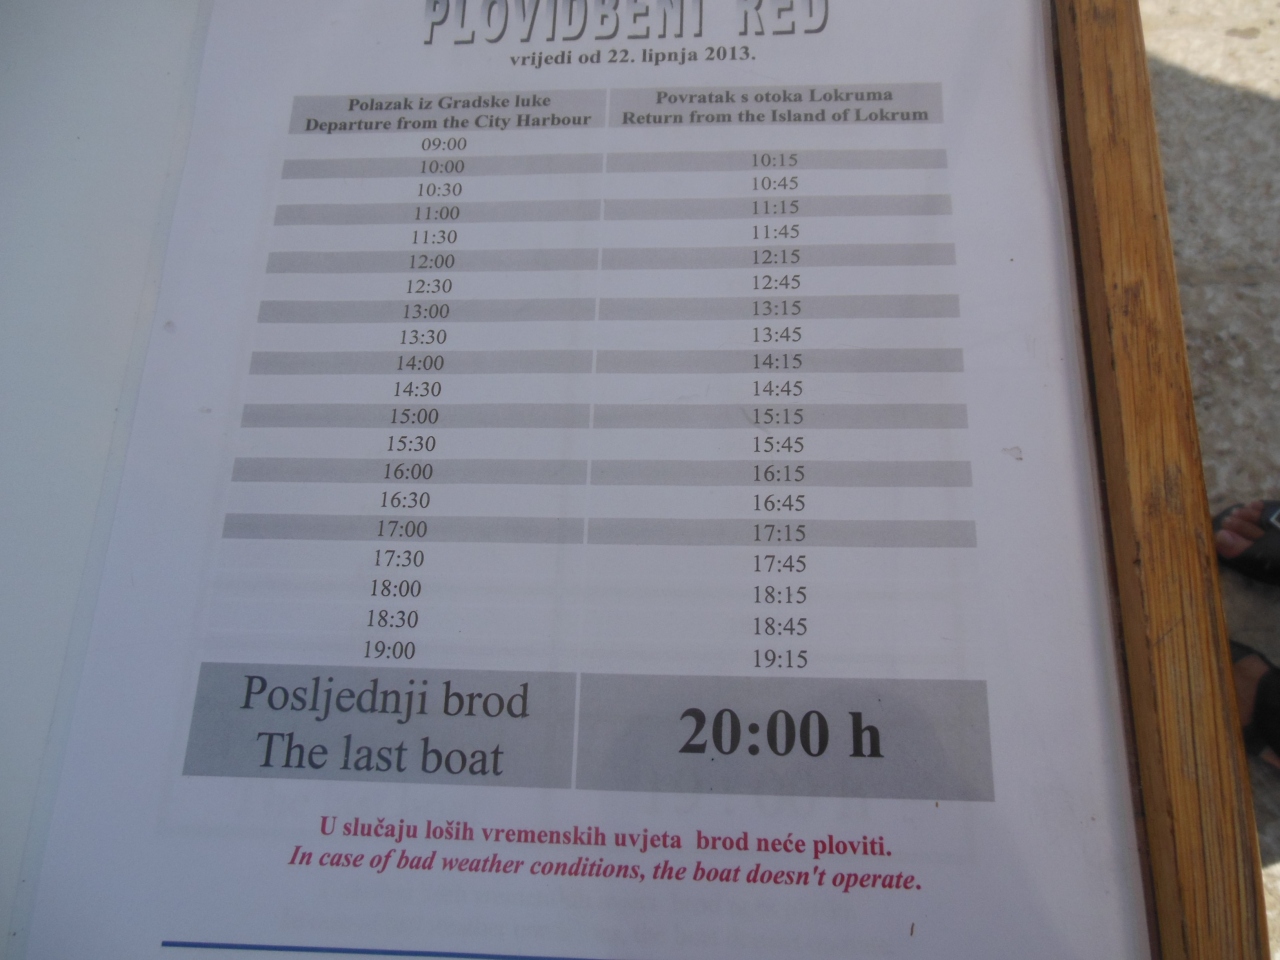 PLOVIDBENI RED
vrijedi od 22. lipnja 2013.
Polazak iz Gradske luke Povratak s otoka Lokruma
Departure from the City Harbour Return from the Island of Lokrum
09:00
10:00 10:15
10:30 10:45
11:00 11:15
11:30 11:45
12:00 12:15
12:30 12:45
13:00 13:15
13:30 13:45
14:00 14:15
14:30 14:45
15:00 15:15
15:30 15:45
16:00 16:15
16:30 16:45
17:00 17:15
17:30 17:45
18:00 18:15
18:30 18:45
19:00 19:15
Posljednji brod
The last boat
20:00 h
U slučaju loših vremenskih uvjeta brod neće ploviti.
In case of bad weather conditions, the boat doesn't operate.